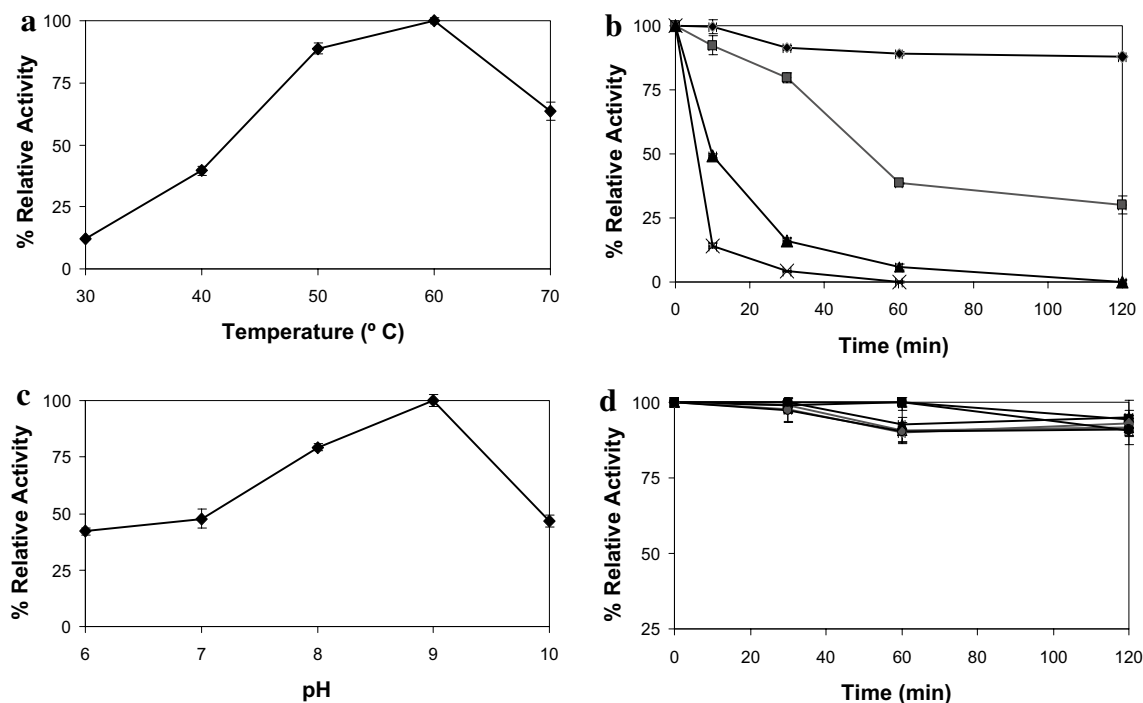 a
% Relative Activity
100
75
50
25
0
30 40 50 60 70
Temperature (º C)
b
% Relative Activity
100
75
50
25
0
0 20 40 60 80 100 120
Time (min)
c
% Relative Activity
100
75
50
25
0
6 7 8 9 10
pH
d
% Relative Activity
100
75
50
25
0 20 40 60 80 100 120
Time (min)